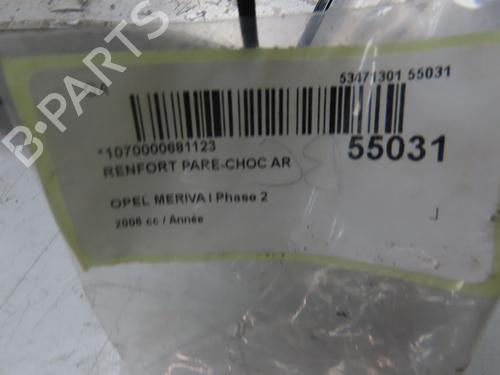 53471301 55031
*1070000681123
55031
RENFORT PARE-CHOC AR
OPEL MERIVA I Phase 2
2006 cc / Année
B-PARTS